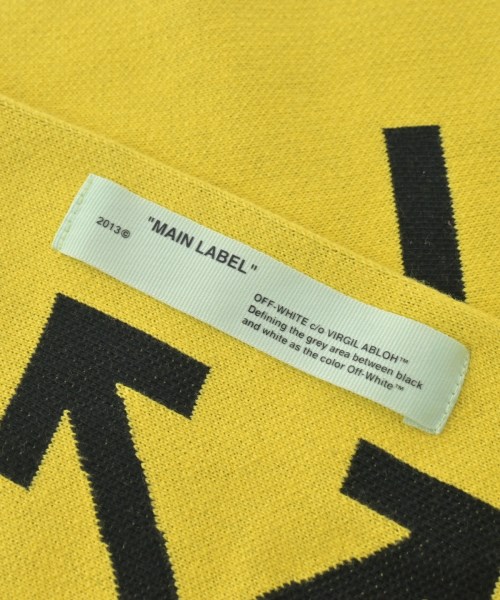 2013©
"MAIN LABEL"
OFF-WHITE c/o VIRGIL ABLOH™
Defining the grey area between black
and white as the color Off-White™